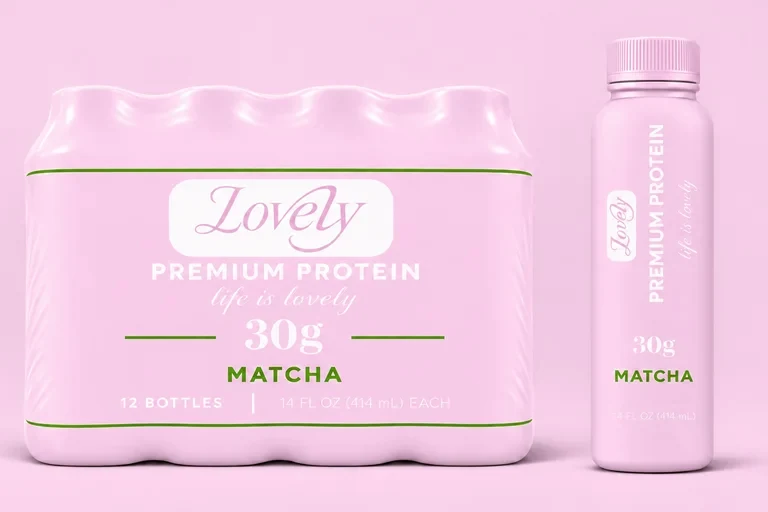 Lovely
PREMIUM PROTEIN
life is lovely
30g
MATCHA
12 BOTTLES | 14 FL OZ (414 mL) EACH
Lovely
PREMIUM PROTEIN
life is lovely
30g
MATCHA
14 FL OZ (414 mL)